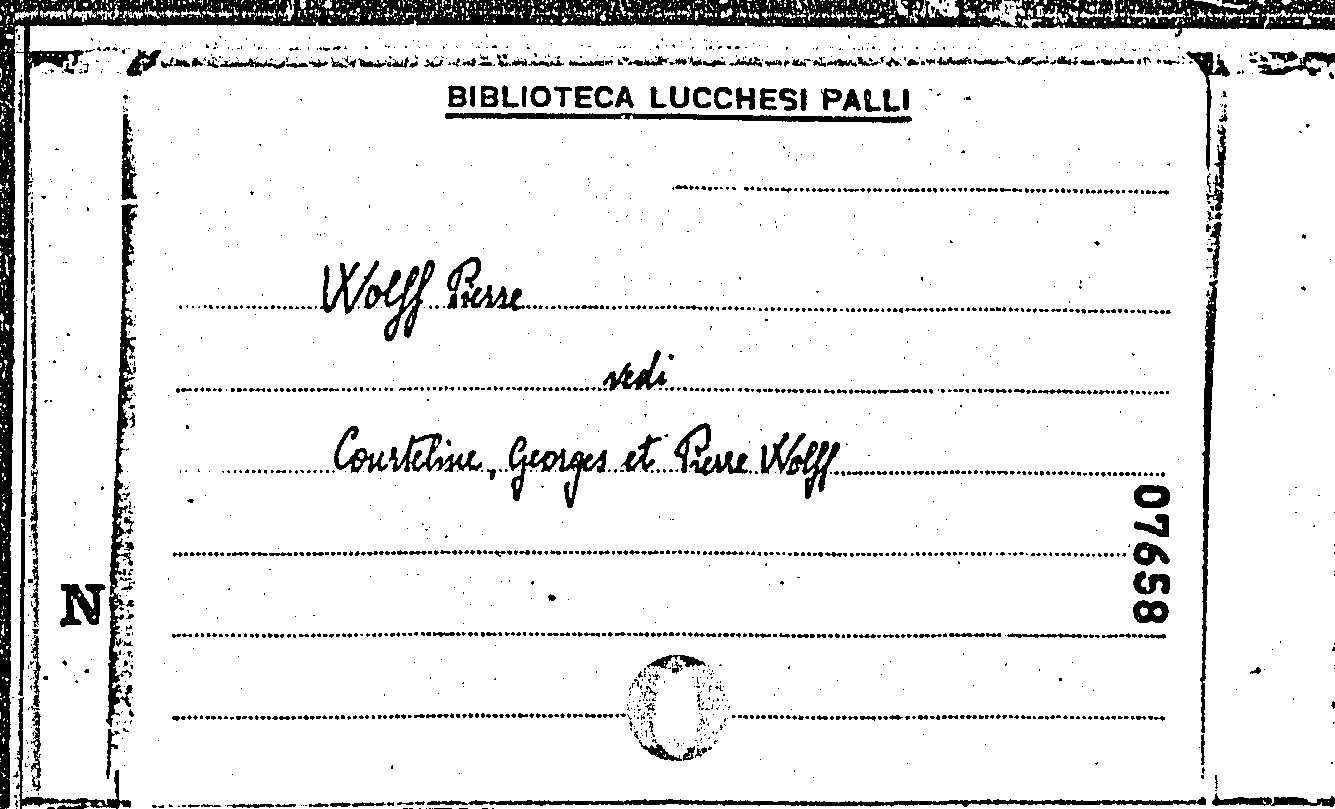 BIBLIOTECA LUCCHESI PALLI
Wolff Pierre
vedi
Courteline, Georges et Pierre Wolff
07658
N